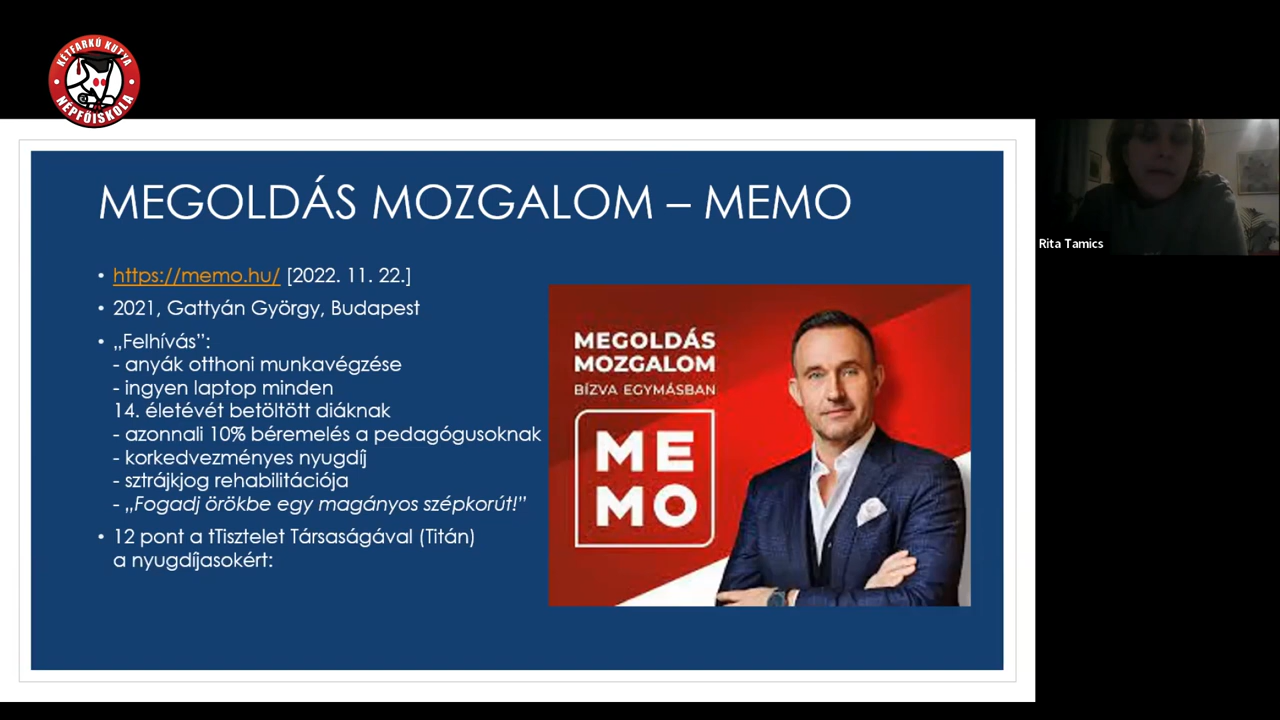 KÉTFARKÚ KUTYA
NÉPFŐISKOLA
MEGOLDÁS MOZGALOM – MEMO
• https://memo.hu/ [2022. 11. 22.]
• 2021, Gattyán György, Budapest
• „Felhívás”:
- anyák otthoni munkavégzése
- ingyen laptop minden
14. életévét betöltött diáknak
- azonnali 10% béremelés a pedagógusoknak
- korkedvezményes nyugdíj
- sztrájkjog rehabilitációja
- „Fogadj örökbe egy magányos szépkorút!”
• 12 pont a tTisztelet Társaságával (Titán)
a nyugdíjasokért:
MEGOLDÁS
MOZGALOM
BÍZVA EGYMÁSBAN
ME
MO
Rita Tamics